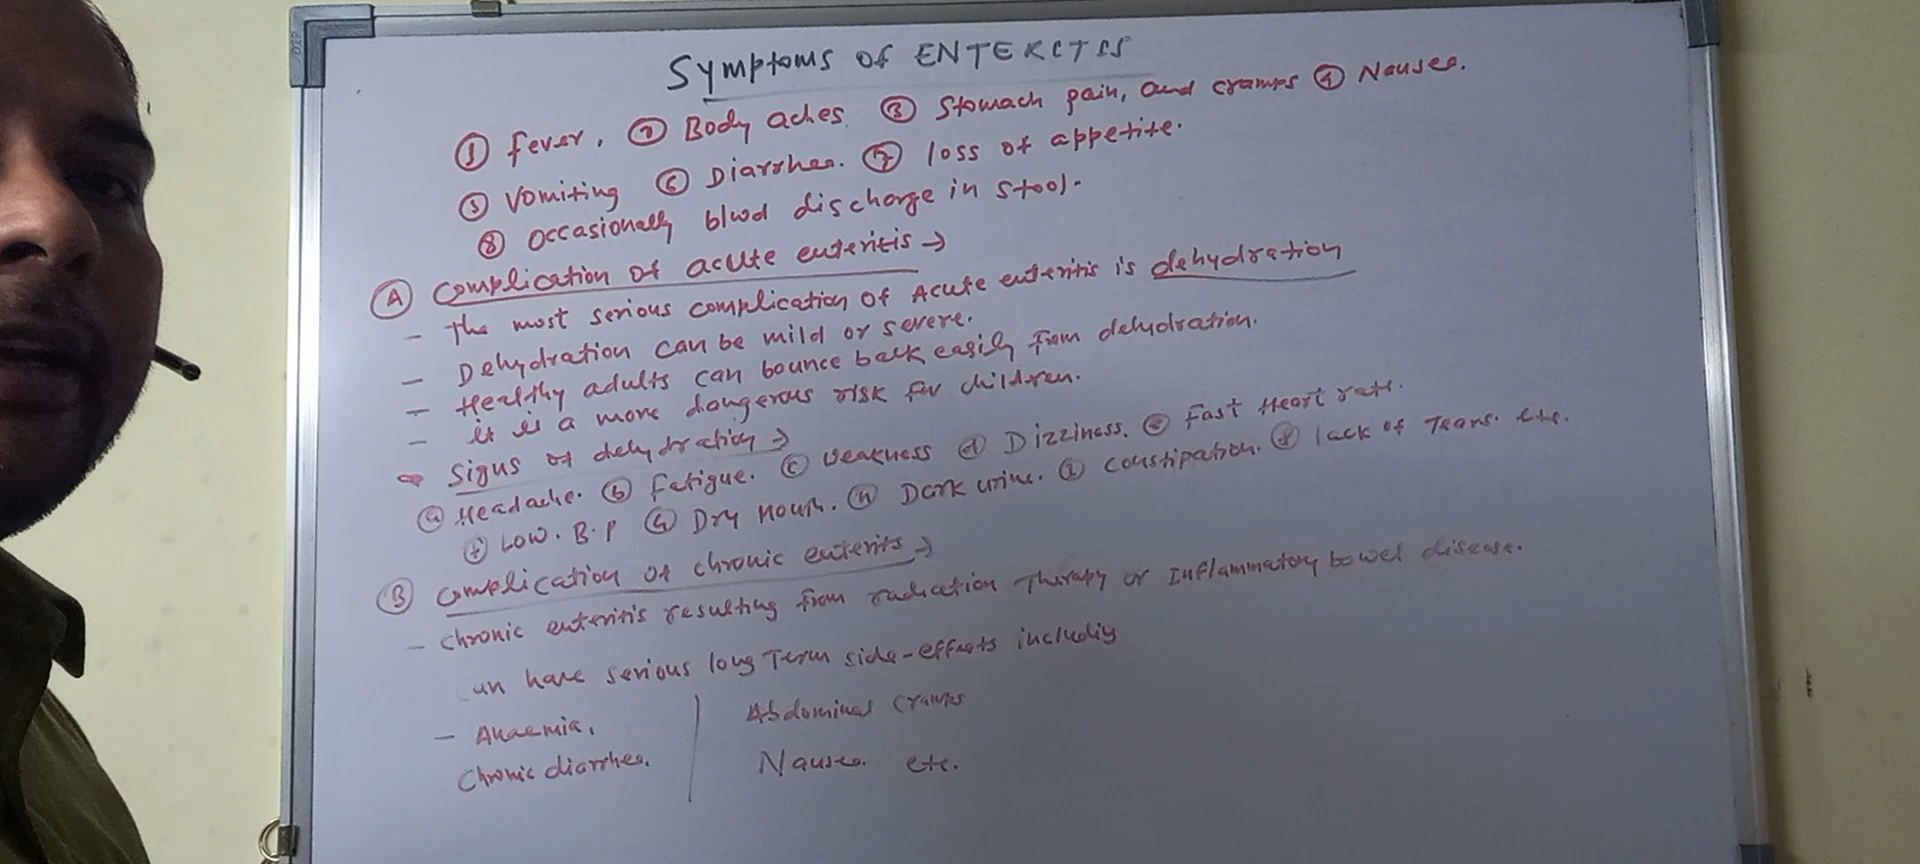 Symptoms of ENTERITIS
① Fever, ② Body aches ③ Stomach pain, and cramps ④ Nausea.
⑤ Vomiting ⑥ Diarrhea. ⑦ loss of appetite.
⑧ Occasionally blood discharge in stool.
Ⓐ Complication of acute enteritis →
- The most serious complication of Acute enteritis is dehydration
- Dehydration can be mild or severe.
- Healthy adults can bounce back easily from dehydration.
- it is a more dangerous risk for children.
Signs of dehydration →
ⓐ Headache. ⓑ Fatigue. ⓒ Weakness ⓓ Dizziness. ⓔ Fast Heart rate.
ⓕ Low. B.P ⓖ Dry Mouth. ⓗ Dark urine. ⓘ Constipation. lack of Tears. etc.
Ⓑ Complication of chronic enteritis →
- Chronic enteritis resulting from radiation Therapy or Inflammatory bowel disease.
can have serious long Term side-effects including
- Anaemia, | Abdominal cramps
Chronic diarrhea. | Nausea. etc.